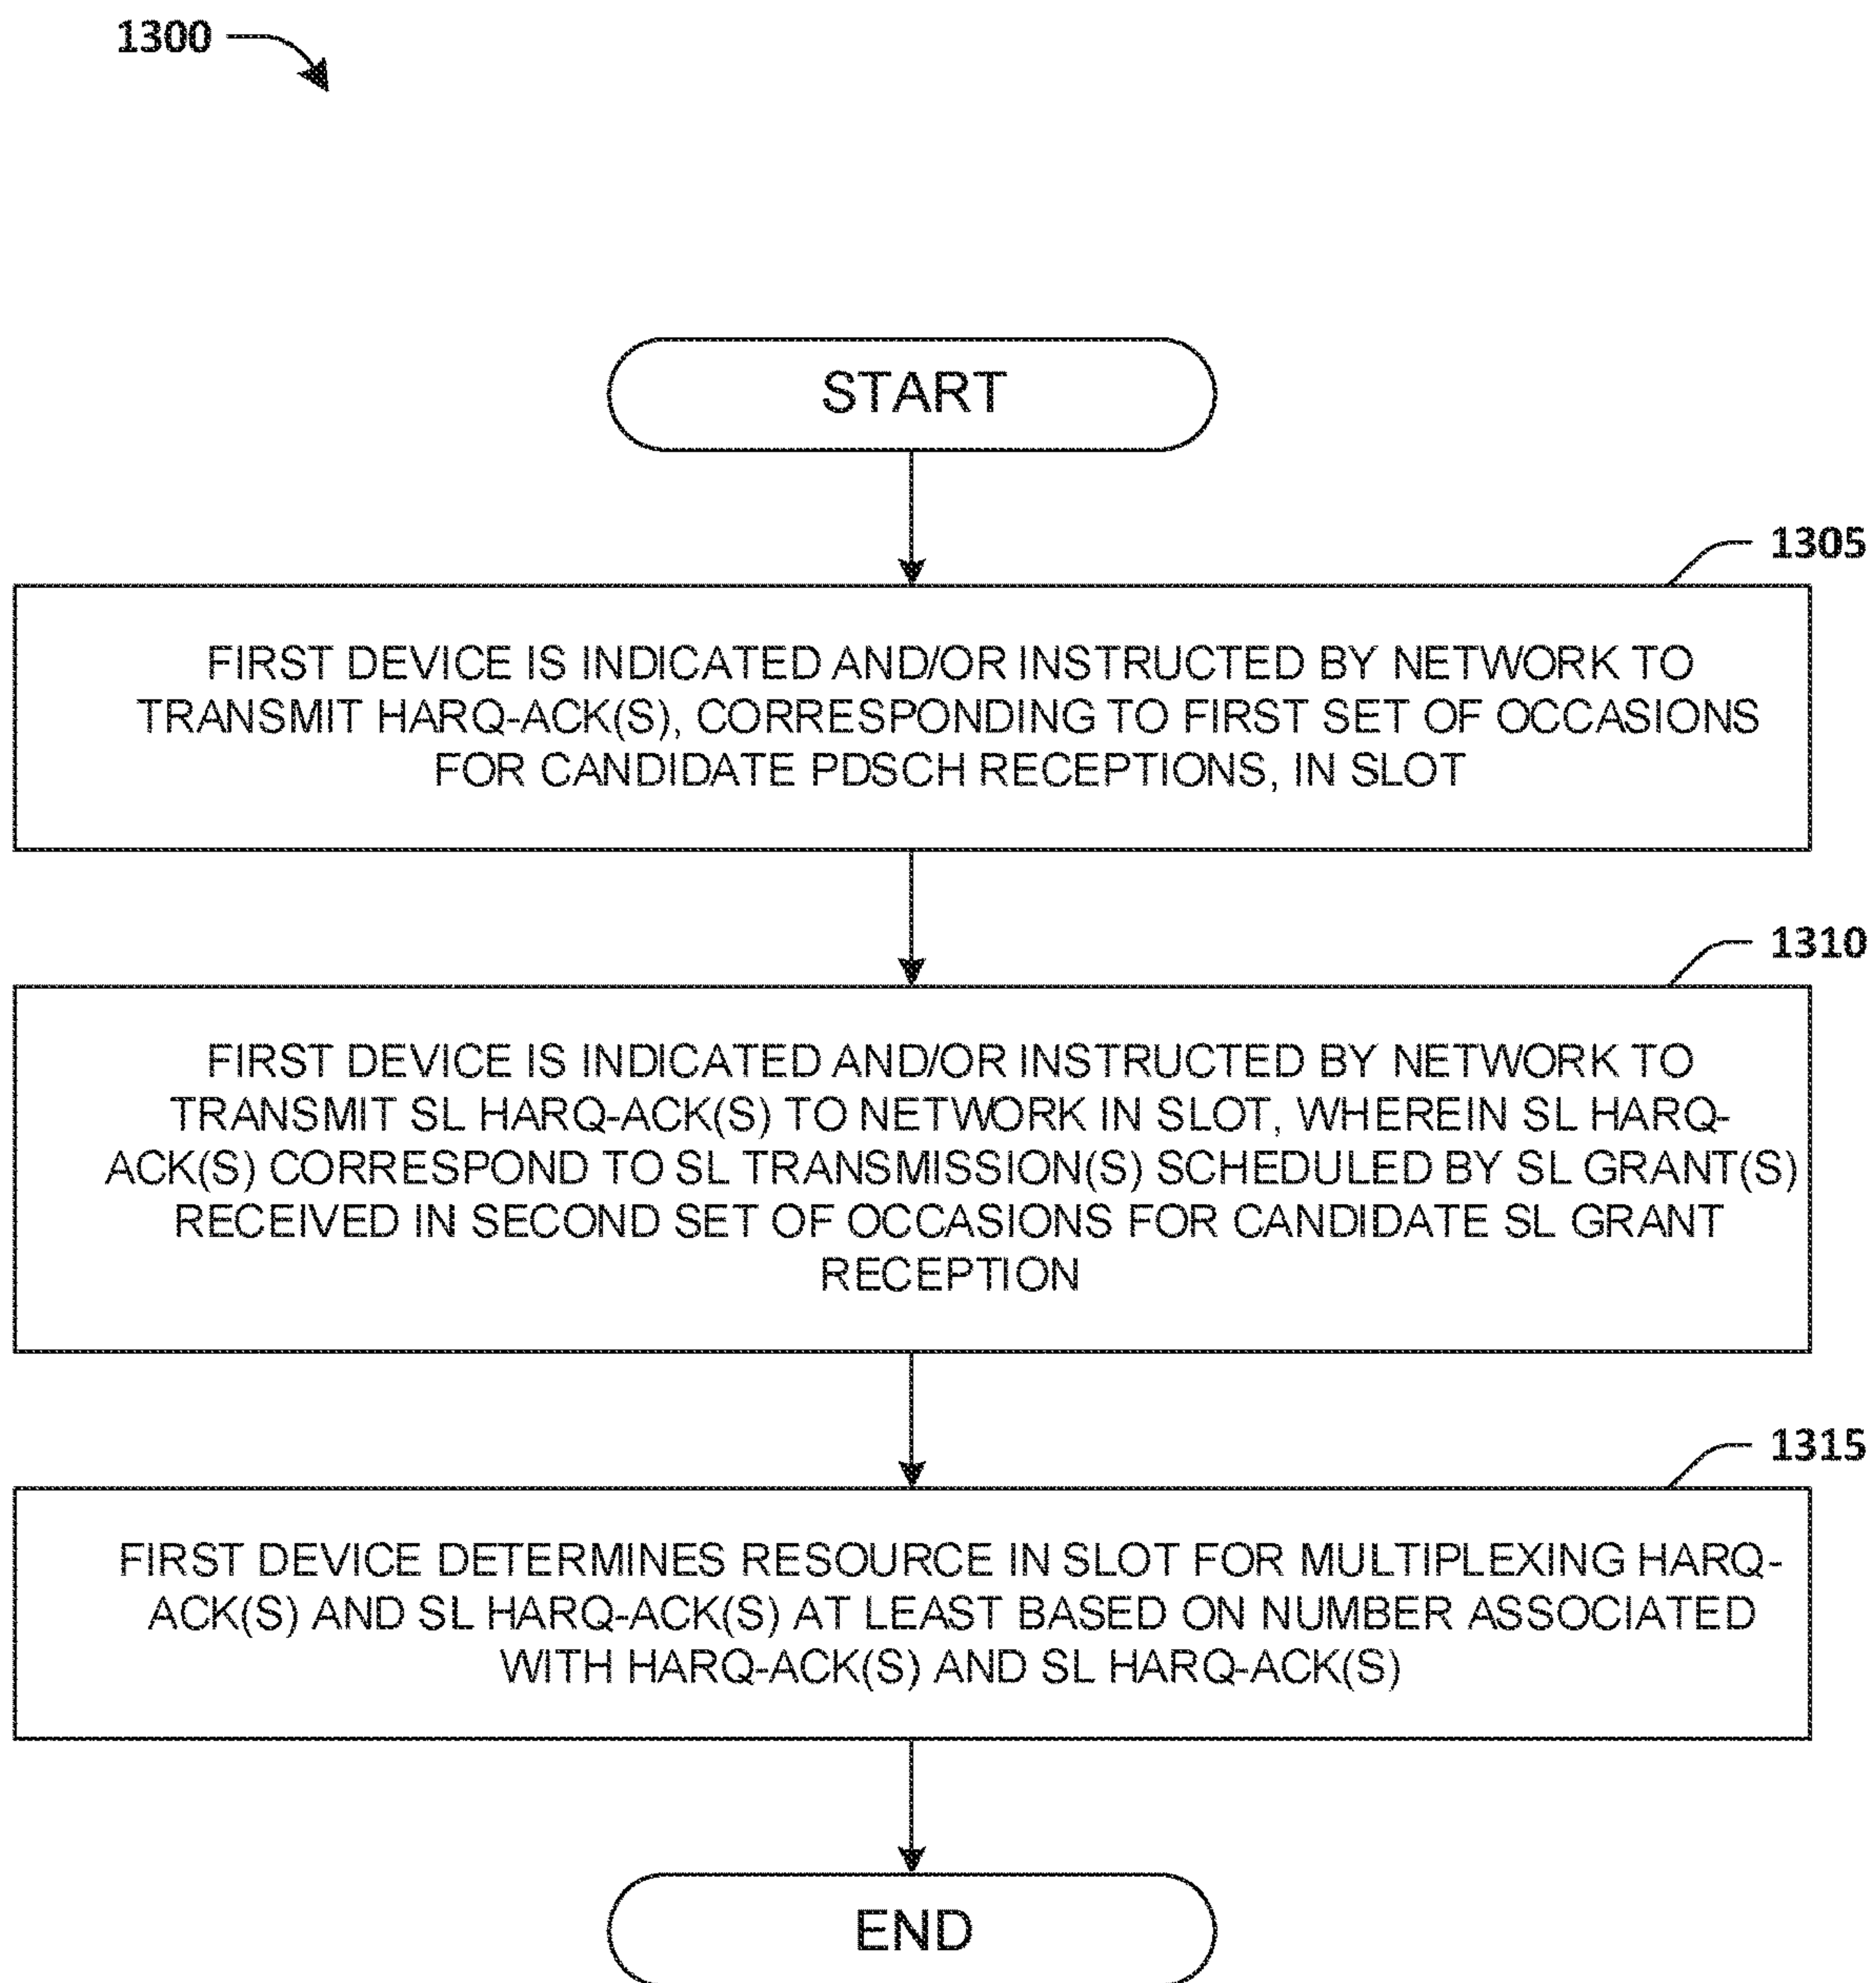 1300
START
1305
FIRST DEVICE IS INDICATED AND/OR INSTRUCTED BY NETWORK TO
TRANSMIT HARQ-ACK(S), CORRESPONDING TO FIRST SET OF OCCASIONS
FOR CANDIDATE PDSCH RECEPTIONS, IN SLOT
1310
FIRST DEVICE IS INDICATED AND/OR INSTRUCTED BY NETWORK TO
TRANSMIT SL HARQ-ACK(S) TO NETWORK IN SLOT, WHEREIN SL HARQ-
ACK(S) CORRESPOND TO SL TRANSMISSION(S) SCHEDULED BY SL GRANT(S)
RECEIVED IN SECOND SET OF OCCASIONS FOR CANDIDATE SL GRANT
RECEPTION
1315
FIRST DEVICE DETERMINES RESOURCE IN SLOT FOR MULTIPLEXING HARQ-
ACK(S) AND SL HARQ-ACK(S) AT LEAST BASED ON NUMBER ASSOCIATED
WITH HARQ-ACK(S) AND SL HARQ-ACK(S)
END